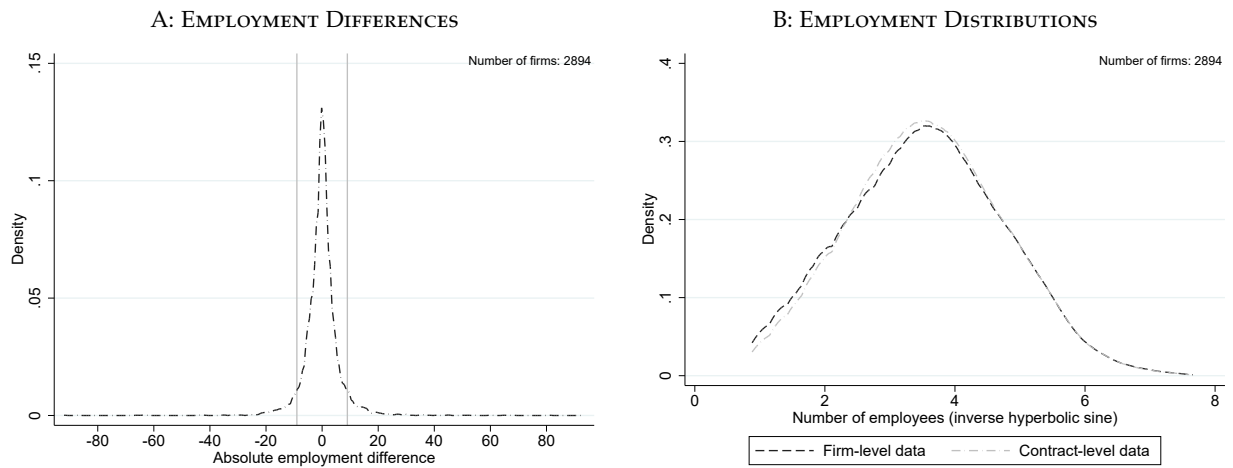 A: Employment Differences
Number of firms: 2894
.15
.1
.05
0
Density
-80 -60 -40 -20 0 20 40 60 80
Absolute employment difference
B: Employment Distributions
Number of firms: 2894
.4
.3
.2
.1
0
Density
0 2 4 6 8
Number of employees (inverse hyperbolic sine)
Firm-level data Contract-level data